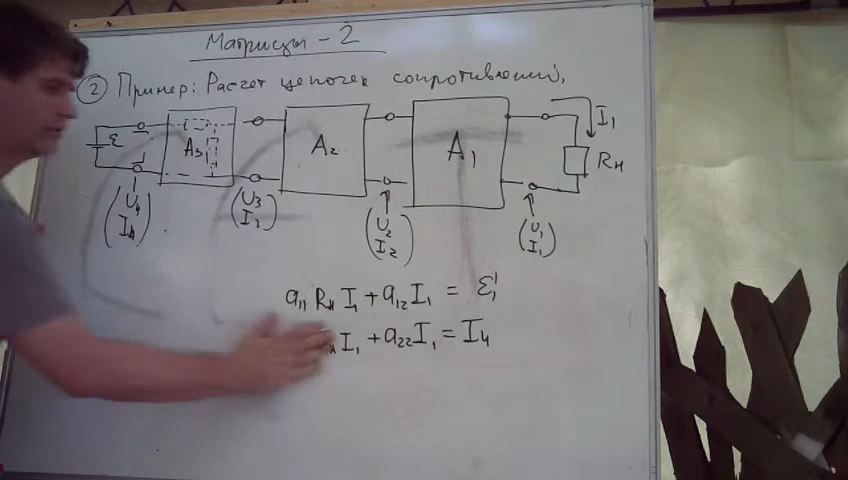 Матрицы - 2
② Пример: Расчет цепочек сопротивлений,
ε A₃ A₂ A₁ I₁ Rн
(U₄ I₄) (U₃ I₃) (U₂ I₂) (U₁ I₁)
a₁₁ Rн I₁ + a₁₂ I₁ = ε
I₁ + a₂₂ I₁ = I₄